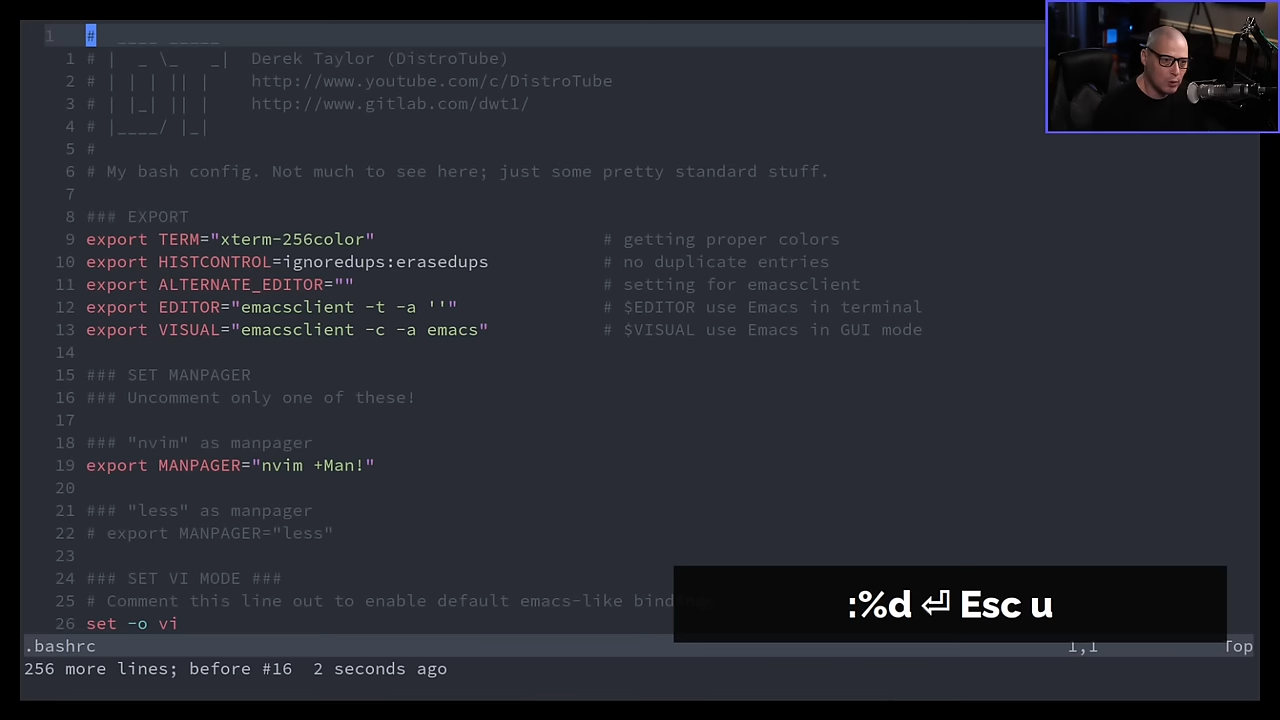 1 #  ____ _____
1 # |  _ \_   _|  Derek Taylor (DistroTube)
2 # | | | || |    http://www.youtube.com/c/DistroTube
3 # | |_| || |    http://www.gitlab.com/dwt1/
4 # |____/ |_|
5 #
6 # My bash config. Not much to see here; just some pretty standard stuff.
7
8 ### EXPORT
9 export TERM="xterm-256color"                      # getting proper colors
10 export HISTCONTROL=ignoredups:erasedups           # no duplicate entries
11 export ALTERNATE_EDITOR=""                        # setting for emacsclient
12 export EDITOR="emacsclient -t -a ''"              # $EDITOR use Emacs in terminal
13 export VISUAL="emacsclient -c -a emacs"           # $VISUAL use Emacs in GUI mode
14
15 ### SET MANPAGER
16 ### Uncomment only one of these!
17
18 ### "nvim" as manpager
19 export MANPAGER="nvim +Man!"
20
21 ### "less" as manpager
22 # export MANPAGER="less"
23
24 ### SET VI MODE ###
25 # Comment this line out to enable default emacs-like bindings
26 set -o vi
:%d ⏎ Esc u
.bashrc 1,1 Top
256 more lines; before #16  2 seconds ago